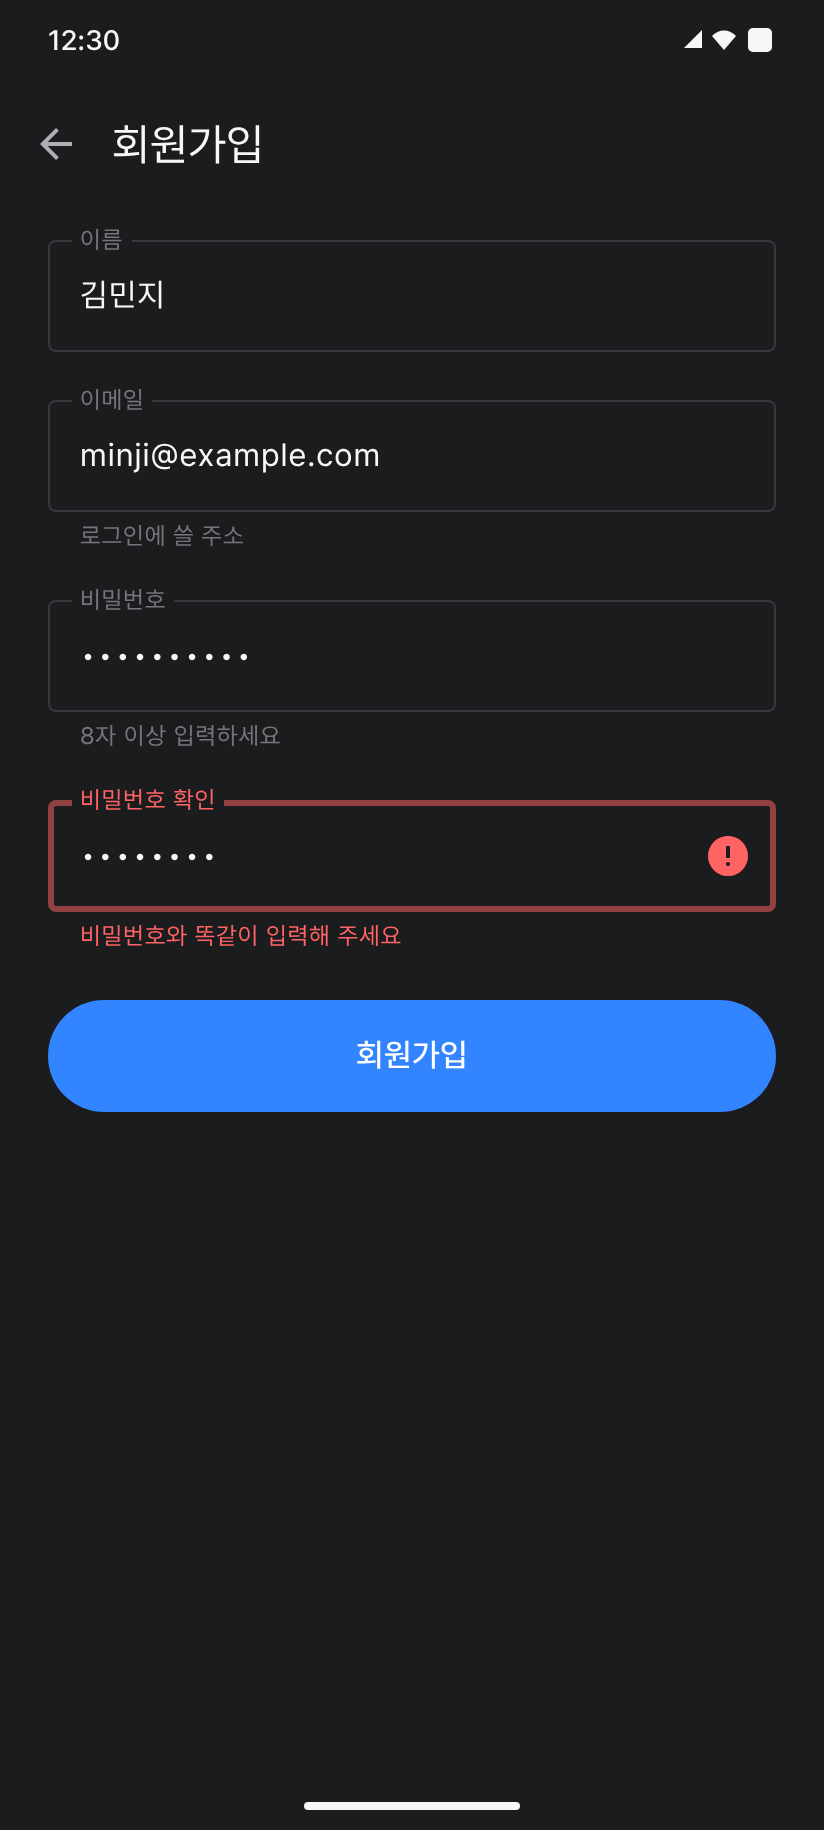 12:30
회원가입
이름
김민지
이메일
minji@example.com
로그인에 쓸 주소
비밀번호
••••••••••
8자 이상 입력하세요
비밀번호 확인
••••••••
비밀번호와 똑같이 입력해 주세요
회원가입